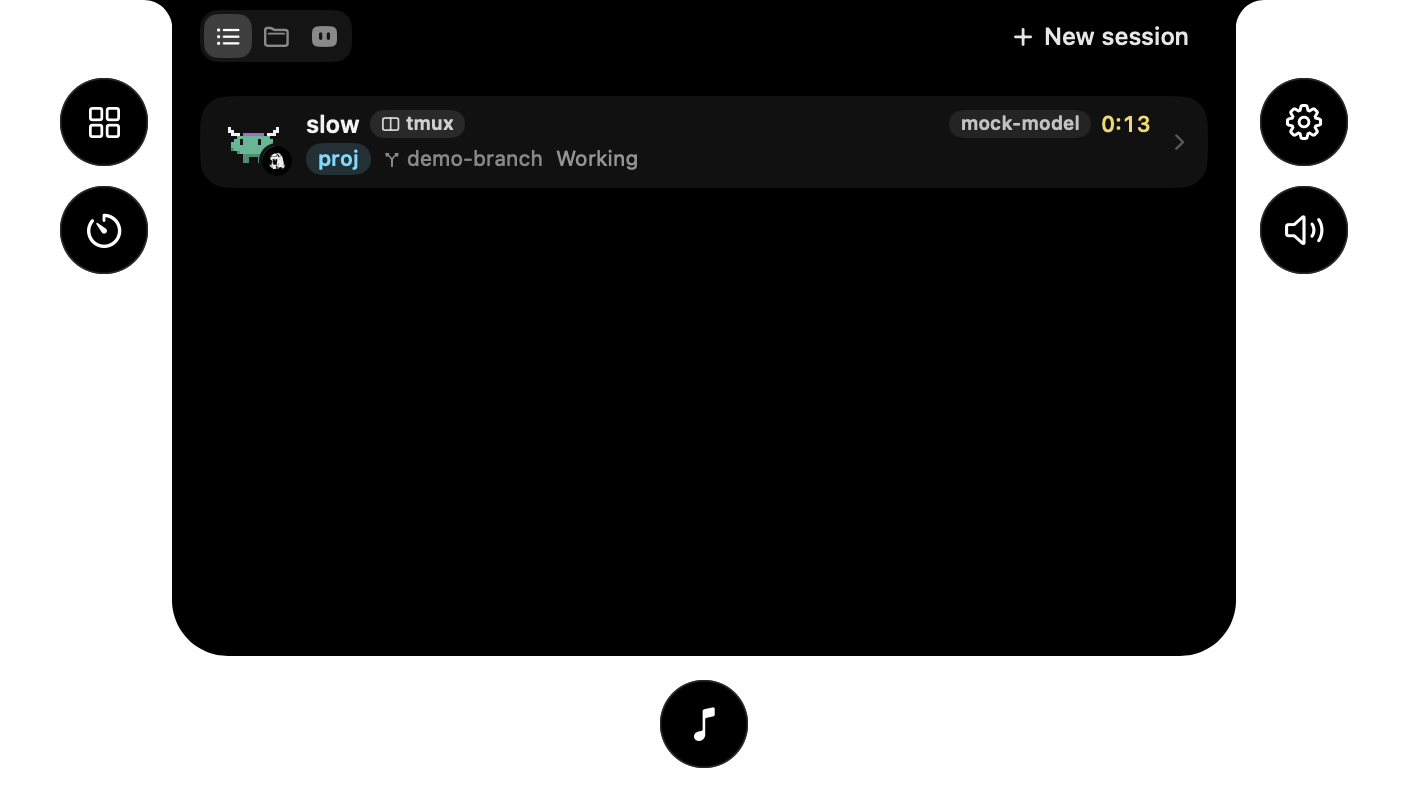 + New session
slow tmux mock-model 0:13
proj demo-branch Working